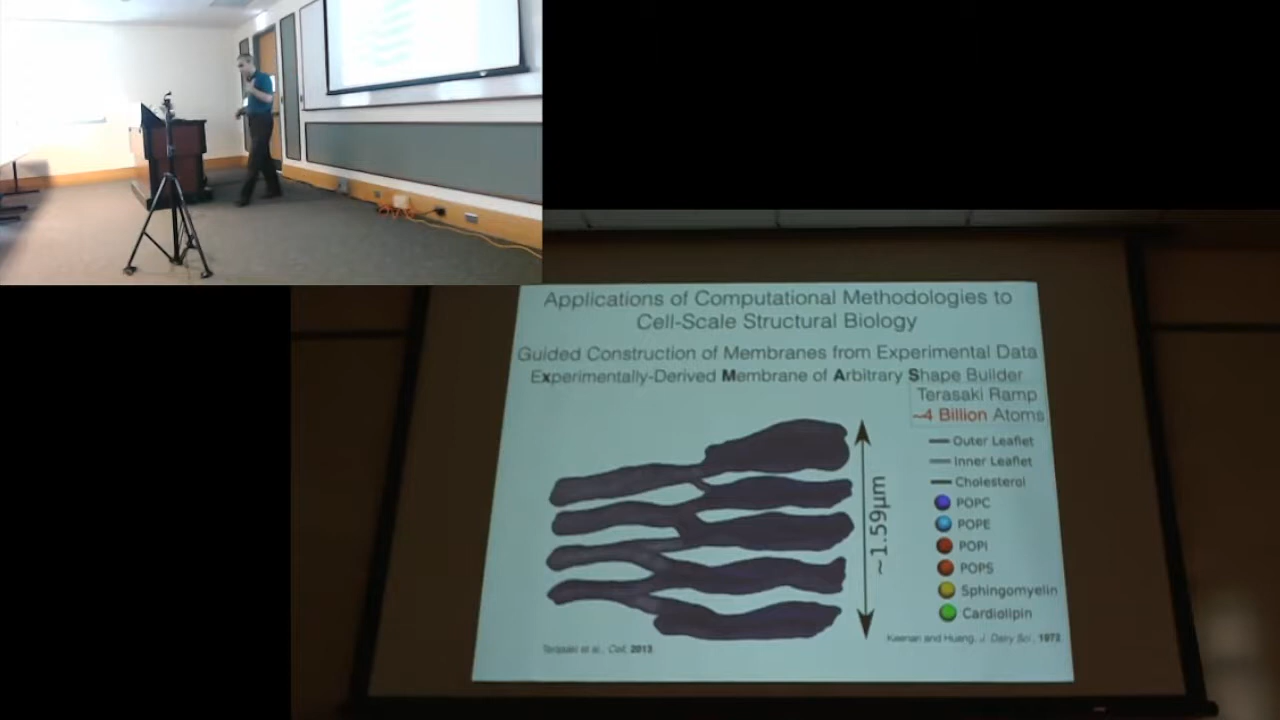 Applications of Computational Methodologies to
Cell-Scale Structural Biology
Guided Construction of Membranes from Experimental Data
Experimentally-Derived Membrane of Arbitrary Shape Builder
Terasaki Ramp
~4 Billion Atoms
Outer Leaflet
Inner Leaflet
Cholesterol
POPC
POPE
POPI
POPS
Sphingomyelin
Cardiolipin
~1.59μm
Terasaki et al., Cell, 2013
Keenan and Huang, J. Dairy Sci., 1972